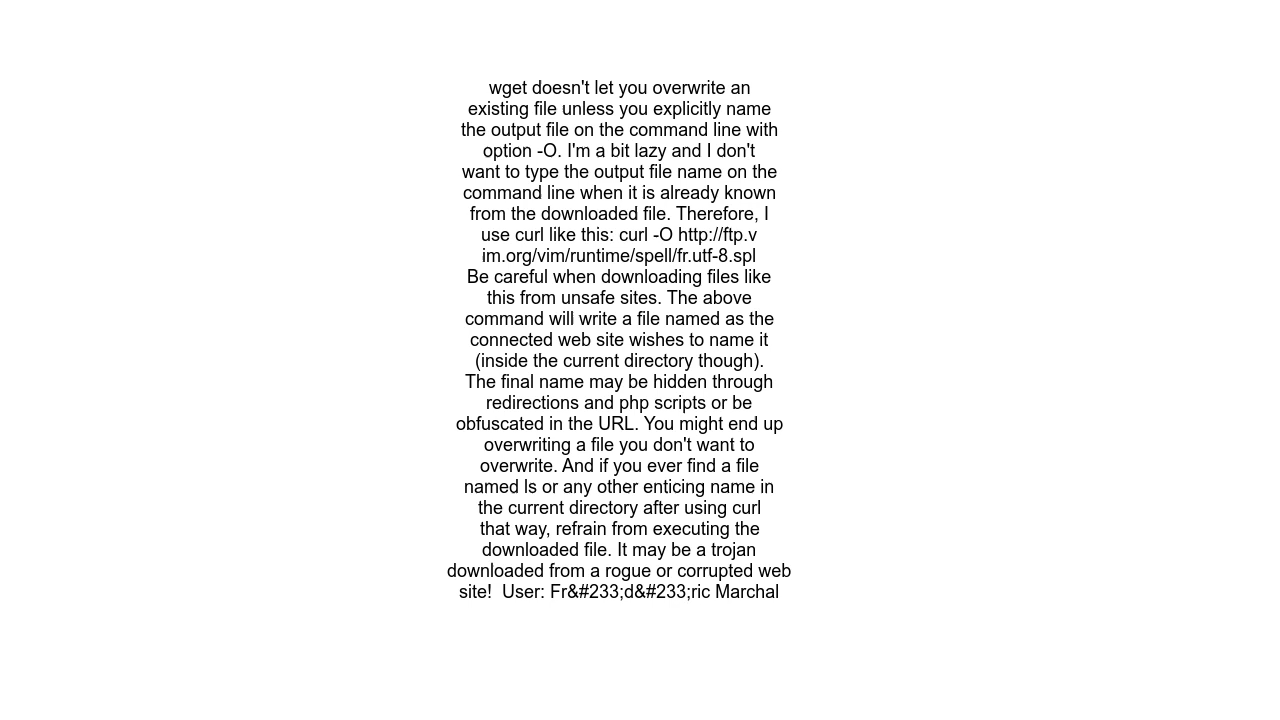 wget doesn't let you overwrite an
existing file unless you explicitly name
the output file on the command line with
option -O. I'm a bit lazy and I don't
want to type the output file name on the
command line when it is already known
from the downloaded file. Therefore, I
use curl like this: curl -O http://ftp.v
im.org/vim/runtime/spell/fr.utf-8.spl
Be careful when downloading files like
this from unsafe sites. The above
command will write a file named as the
connected web site wishes to name it
(inside the current directory though).
The final name may be hidden through
redirections and php scripts or be
obfuscated in the URL. You might end up
overwriting a file you don't want to
overwrite. And if you ever find a file
named ls or any other enticing name in
the current directory after using curl
that way, refrain from executing the
downloaded file. It may be a trojan
downloaded from a rogue or corrupted web
site!  User: Fr&#233;d&#233;ric Marchal